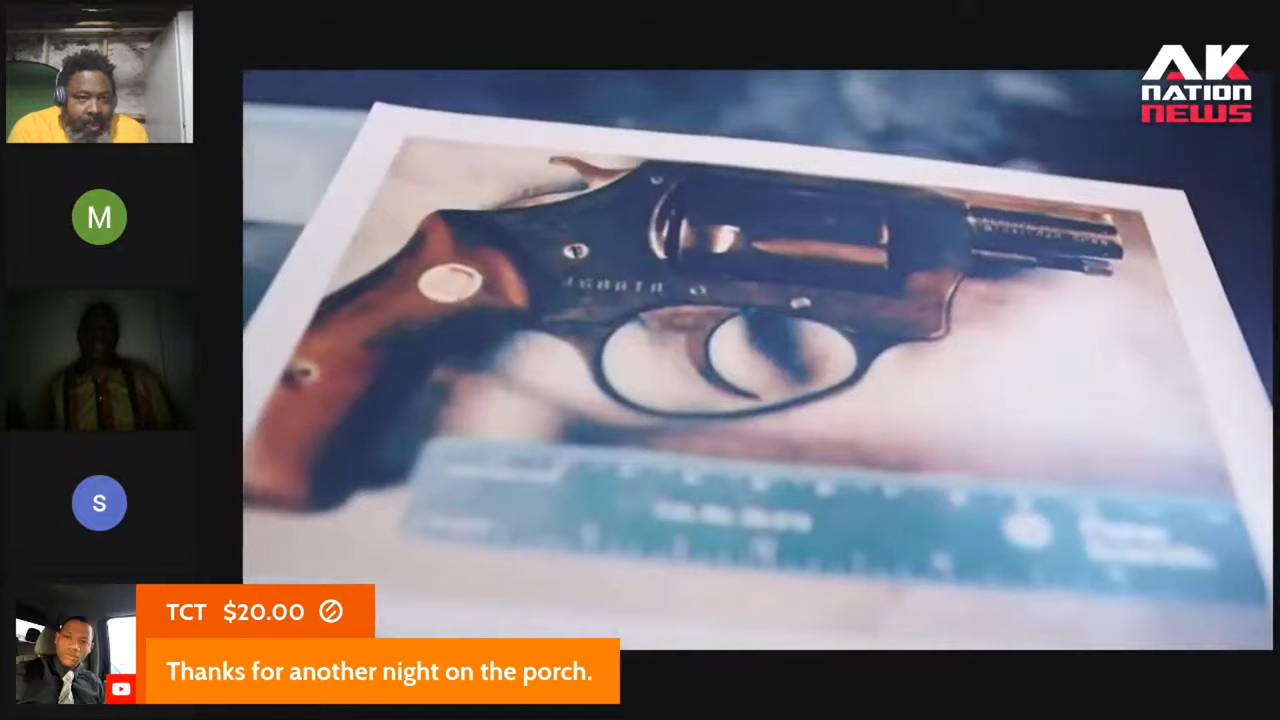 AK
NATION
NEWS
M
S
TCT $20.00
Thanks for another night on the porch.